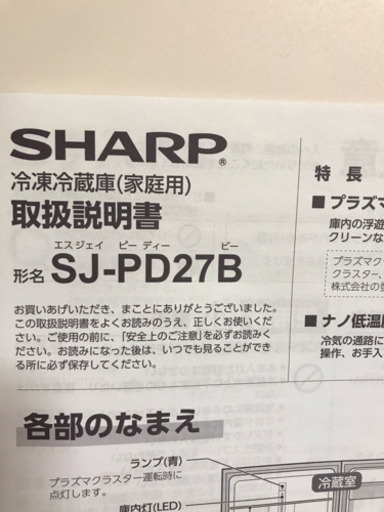 SHARP®
冷凍冷蔵庫(家庭用)
取扱説明書
エスジェイ ピー ディー ビー
形名 SJ-PD27B
お買いあげいただき、まことにありがとうございました。
この取扱説明書をよくお読みのうえ、正しくお使いく
ださい。ご使用の前に、「安全上のご注意」を必ずお読みく
ださい。お読みになった後は、いつでも見ることができ
る所に必ず保存してください。
各部のなまえ
ランプ(青)
プラズマクラスター運転時に
点灯します。
庫内灯(LED)
冷蔵室
特 長
■プラズマ
庫内の浮遊
クリーンな
プラズマク
クラスター、
株式会社の登
■ナノ低温
冷気の通路に
操作、お手入